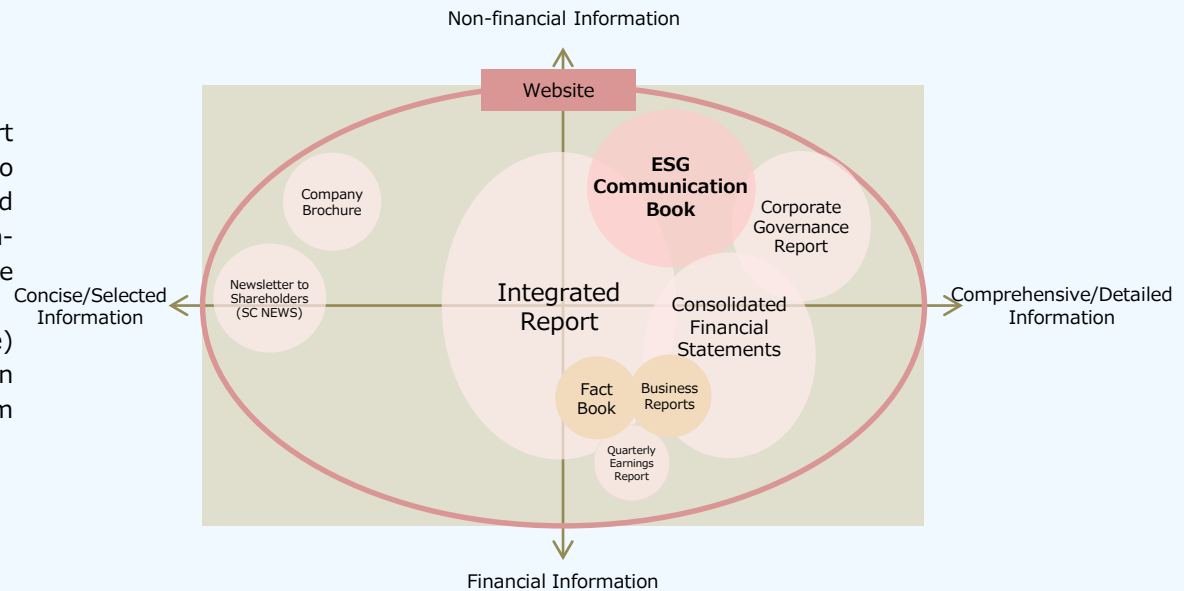 Non-financial Information
Website
rt
o
d
n-
e
e)
n
m
ESG
Communication
Book
Company
Brochure
Corporate
Governance
Report
Newsletter to
Shareholders
(SC NEWS)
Concise/Selected
Information
Integrated
Report
Consolidated
Financial
Statements
Comprehensive/Detailed
Information
Fact
Book
Business
Reports
Quarterly
Earnings
Report
Financial Information